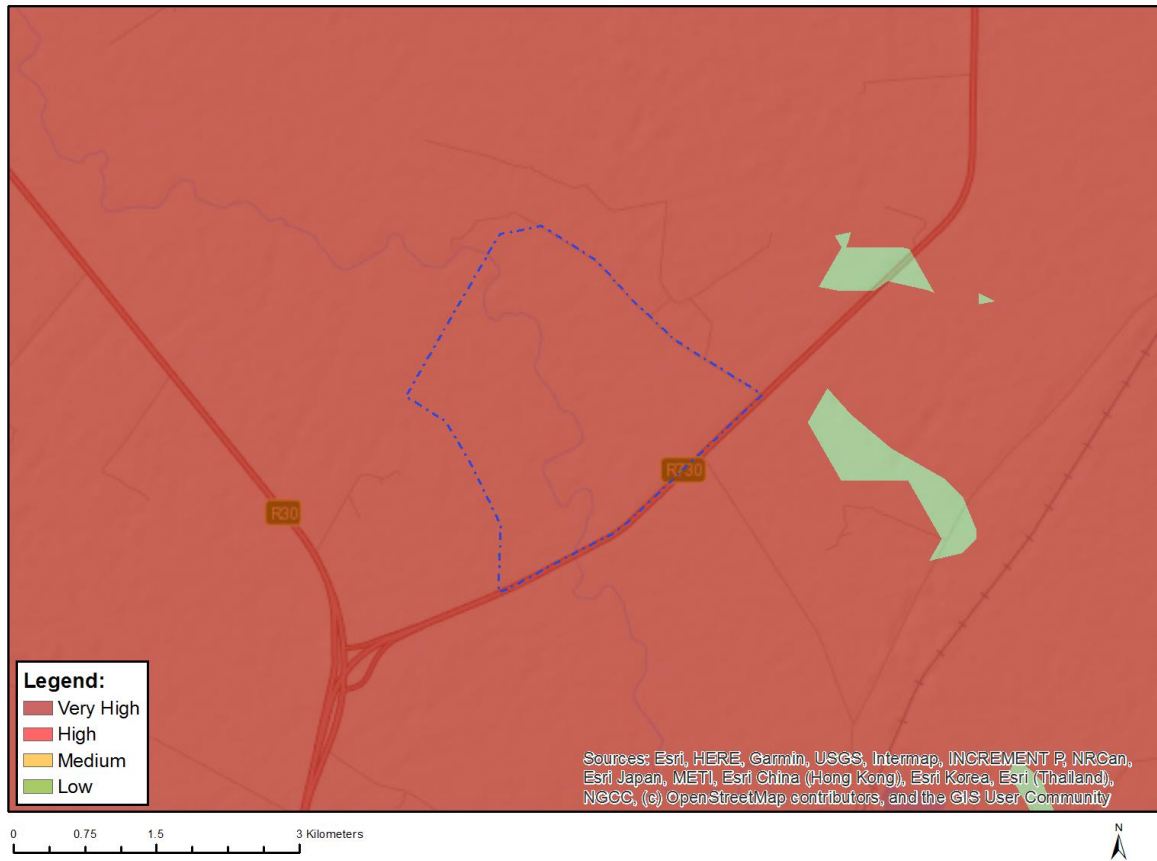 R730
R30
Legend:
Very High
High
Medium
Low
Sources: Esri, HERE, Garmin, USGS, Intermap, INCREMENT P, NRCan,
Esri Japan, METI, Esri China (Hong Kong), Esri Korea, Esri (Thailand),
NGCC, (c) OpenStreetMap contributors, and the GIS User Community
0 0.75 1.5 3 Kilometers
N